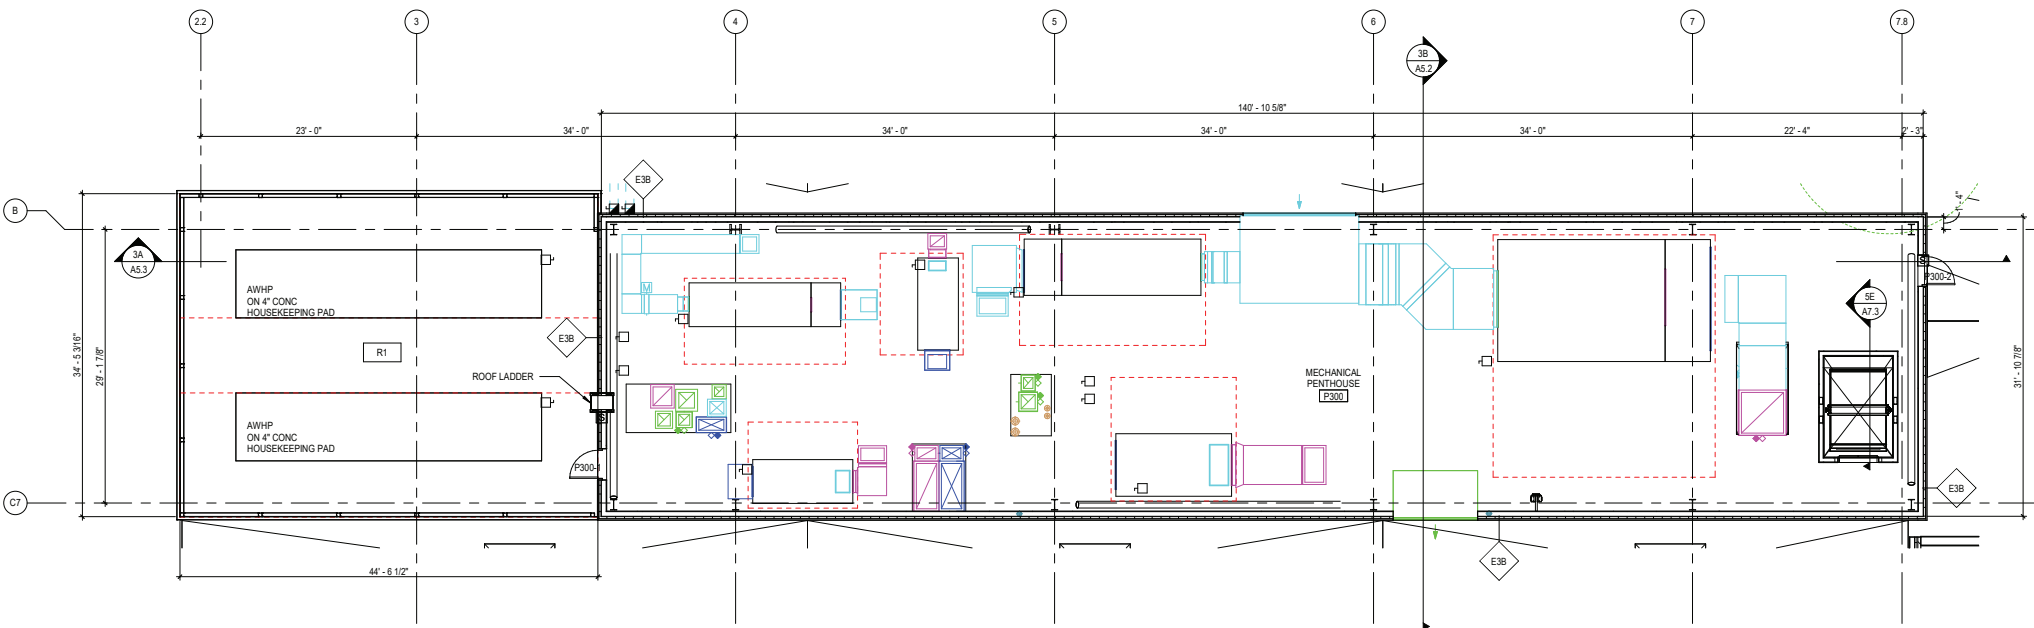 2.2
3
4
5
6
7
7.8
3B
A5.2
140' - 10 5/8"
23' - 0"
34' - 0"
34' - 0"
34' - 0"
34' - 0"
22' - 4"
2' - 3"
E3B
B
1' - 4"
3A
A5.3
AWHP
ON 4" CONC
HOUSEKEEPING PAD
M
P300-2
5E
A7.3
E3B
R1
34' - 5 3/16"
29' - 1 7/8"
31' - 10 7/8"
ROOF LADDER
MECHANICAL
PENTHOUSE
P300
AWHP
ON 4" CONC
HOUSEKEEPING PAD
P300-1
C7
E3B
E3B
44' - 6 1/2"